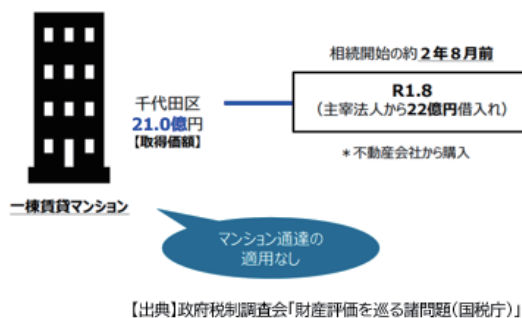 相続開始の約2年8月前
千代田区
21.0億円
【取得価額】
R1.8
（主宰法人から22億円借入れ）
＊不動産会社から購入
一棟賃貸マンション
マンション通達の
適用なし
【出典】政府税制調査会「財産評価を巡る諸問題（国税庁）」